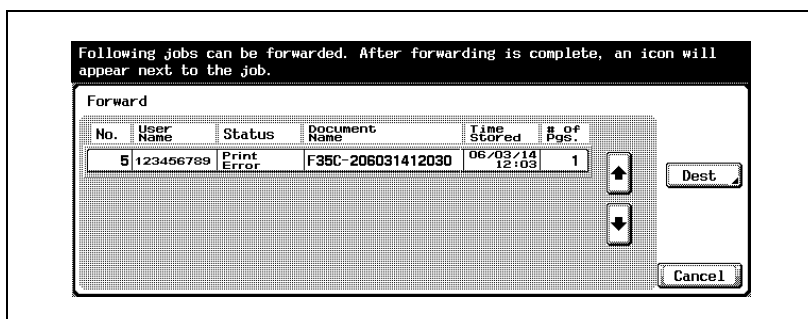 Following jobs can be forwarded. After forwarding is complete, an icon will
appear next to the job.
Forward
No. User Name Status Document Name Time Stored # of Pgs.
5 123456789 Print Error F35C-206031412030 06/03/14 12:03 1
Dest
Cancel